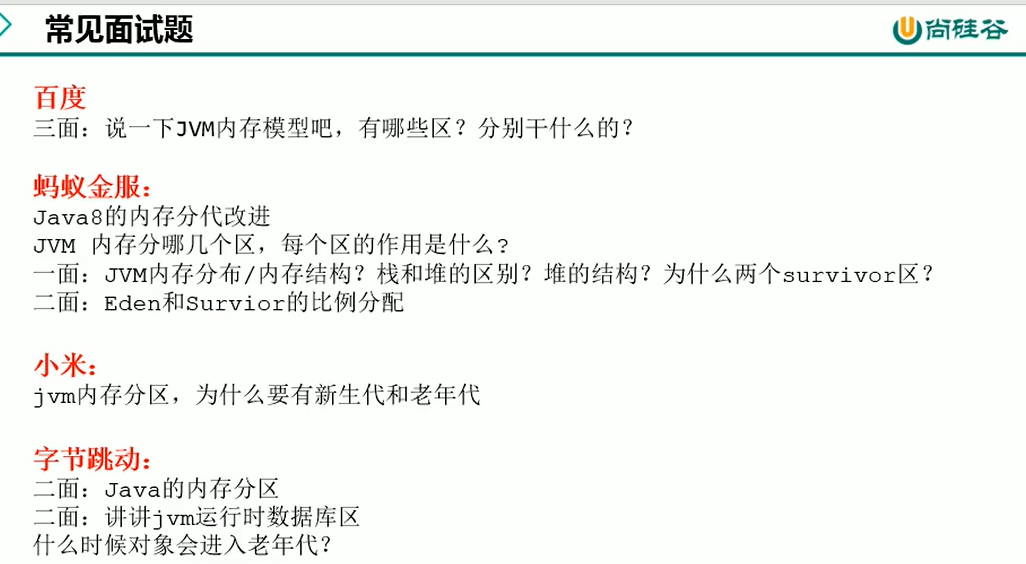 常见面试题
尚硅谷
百度
三面：说一下JVM内存模型吧，有哪些区？分别干什么的？
蚂蚁金服：
Java8的内存分代改进
JVM 内存分哪几个区，每个区的作用是什么？
一面：JVM内存分布/内存结构？栈和堆的区别？堆的结构？为什么两个survivor区？
二面：Eden和Survior的比例分配
小米：
jvm内存分区，为什么要有新生代和老年代
字节跳动：
二面：Java的内存分区
二面：讲讲jvm运行时数据库区
什么时候对象会进入老年代？